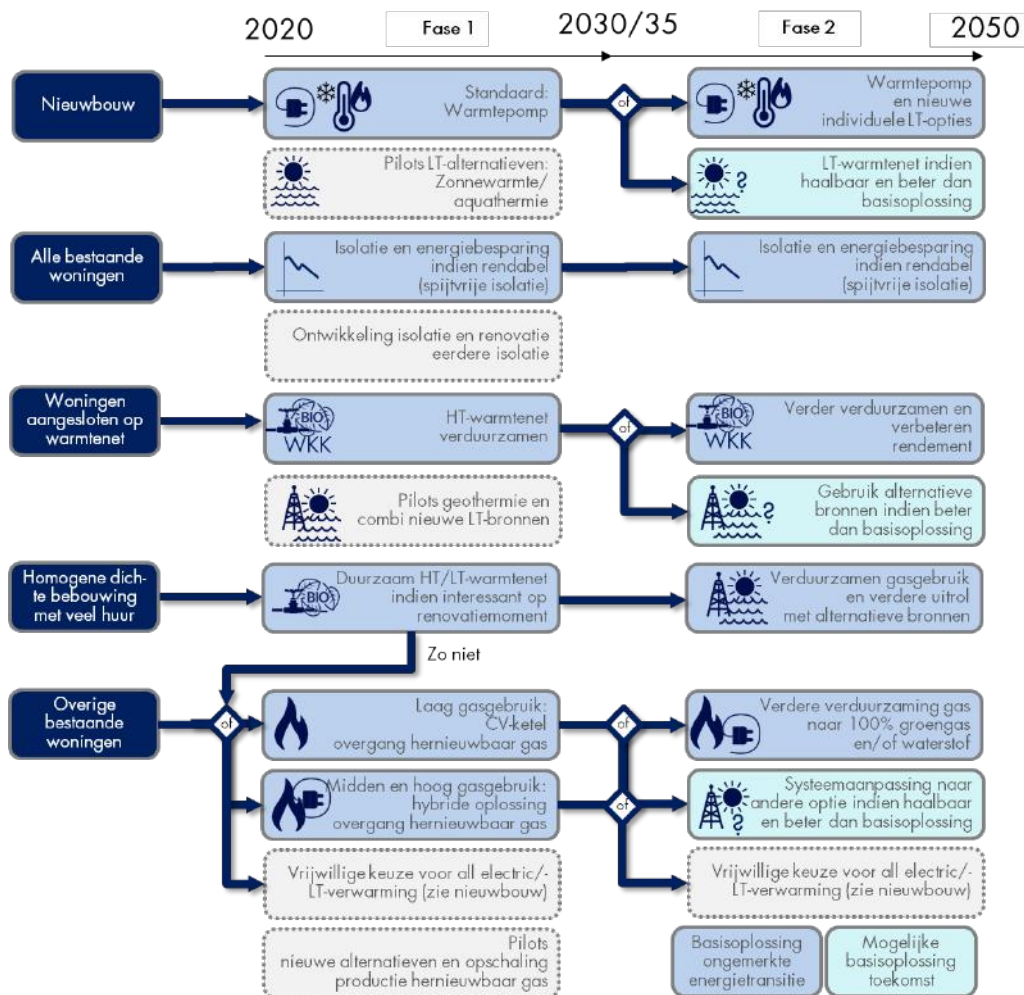 2020
Fase 1
2030/35
Fase 2
2050
Nieuwbouw
Standaard:
Warmtepomp
of
Warmtepomp
en nieuwe
individuele LT-opties
Pilots LT-alternatieven:
Zonnewarmte/
aquathermie
?
LT-warmtenet indien
haalbaar en beter dan
basisoplossing
Alle bestaande
woningen
Isolatie en energiebesparing
indien rendabel
(spijtvrije isolatie)
Isolatie en energiebesparing
indien rendabel
(spijtvrije isolatie)
Ontwikkeling isolatie en renovatie
eerdere isolatie
Woningen
aangesloten op
warmtenet
BIO
WKK
HT-warmtenet
verduurzamen
of
BIO
WKK
Verder verduurzamen en
verbeteren
rendement
Pilots geothermie en
combi nieuwe LT-bronnen
?
Gebruik alternatieve
bronnen indien beter
dan basisoplossing
Homogene dich-
te bebouwing
met veel huur
BIO
Duurzaam HT/LT-warmtenet
indien interessant op
renovatiemoment
Verduurzamen gasgebruik
en verdere uitrol
met alternatieve bronnen
Zo niet
Overige
bestaande
woningen
of
Laag gasgebruik:
CV-ketel
overgang hernieuwbaar gas
of
Verdere verduurzaming gas
naar 100% groengas
en/of waterstof
Midden en hoog gasgebruik:
hybride oplossing
overgang hernieuwbaar gas
of
?
Systeemaanpassing naar
andere optie indien haalbaar
en beter dan basisoplossing
Vrijwillige keuze voor all electric/-
LT-verwarming (zie nieuwbouw)
Vrijwillige keuze voor all electric/-
LT-verwarming (zie nieuwbouw)
Pilots
nieuwe alternatieven en opschaling
productie hernieuwbaar gas
Basisoplossing
ongemerkte
energietransitie
Mogelijke
basisoplossing
toekomst